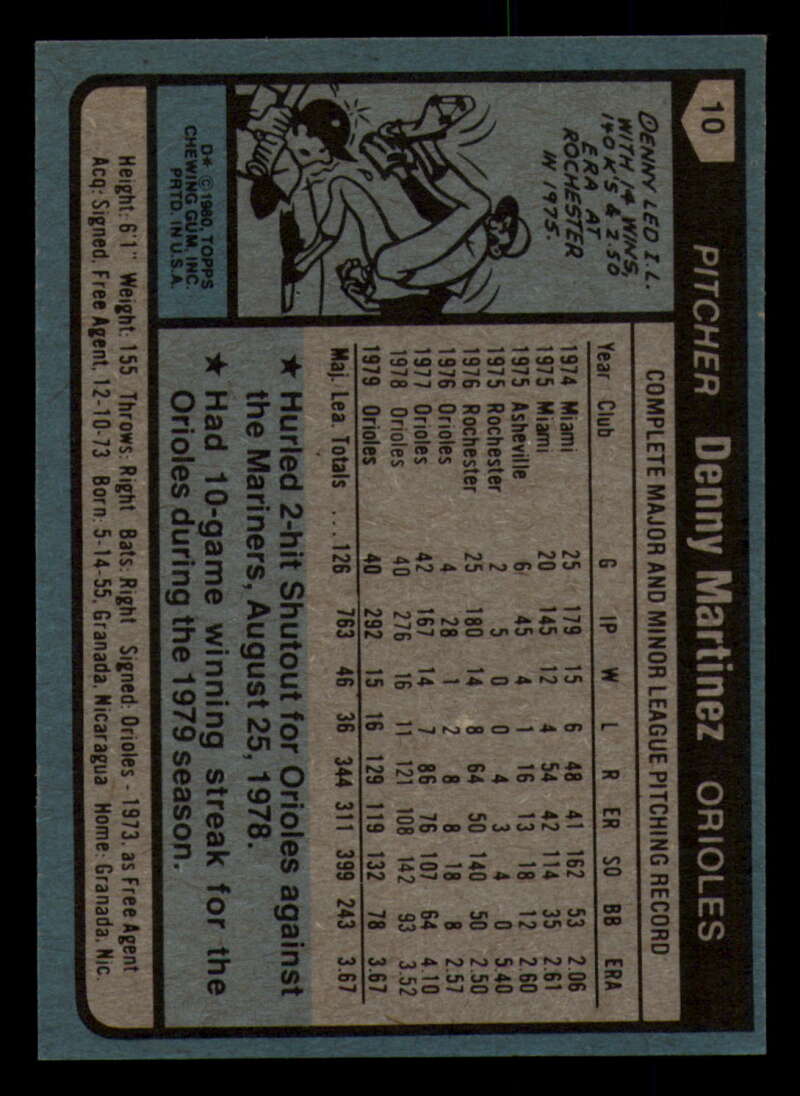 10
PITCHER Denny Martinez ORIOLES
DENNY LED I.L.
WITH 14 WINS,
140 K'S & 2.50
ERA AT
ROCHESTER
IN 1975.
D* © 1980, TOPPS
CHEWING GUM, INC.
PRTD. IN U.S.A.
COMPLETE MAJOR AND MINOR LEAGUE PITCHING RECORD
Year Club G IP W L R ER SO BB ERA
1974 Miami 25 179 15 6 48 41 162 53 2.06
1975 Miami 20 145 12 4 54 42 114 35 2.61
1975 Asheville 6 45 4 1 16 13 18 12 2.60
1975 Rochester 2 5 0 0 4 3 4 0 5.40
1976 Rochester 25 180 14 8 64 50 140 50 2.50
1976 Orioles 4 28 1 2 8 8 18 8 2.57
1977 Orioles 42 167 14 7 86 76 107 64 4.10
1978 Orioles 40 276 16 11 121 108 142 93 3.52
1979 Orioles 40 292 15 16 129 119 132 78 3.67
Maj. Lea. Totals ... 126 763 46 36 344 311 399 243 3.67
★ Hurled 2-hit Shutout for Orioles against
the Mariners, August 25, 1978.
★ Had 10-game winning streak for the
Orioles during the 1979 season.
Height: 6'1" Weight: 155 Throws: Right Bats: Right Signed: Orioles - 1973, as Free Agent
Acq: Signed, Free Agent, 12-10-73 Born: 5-14-55, Granada, Nicaragua Home: Granada, Nic.